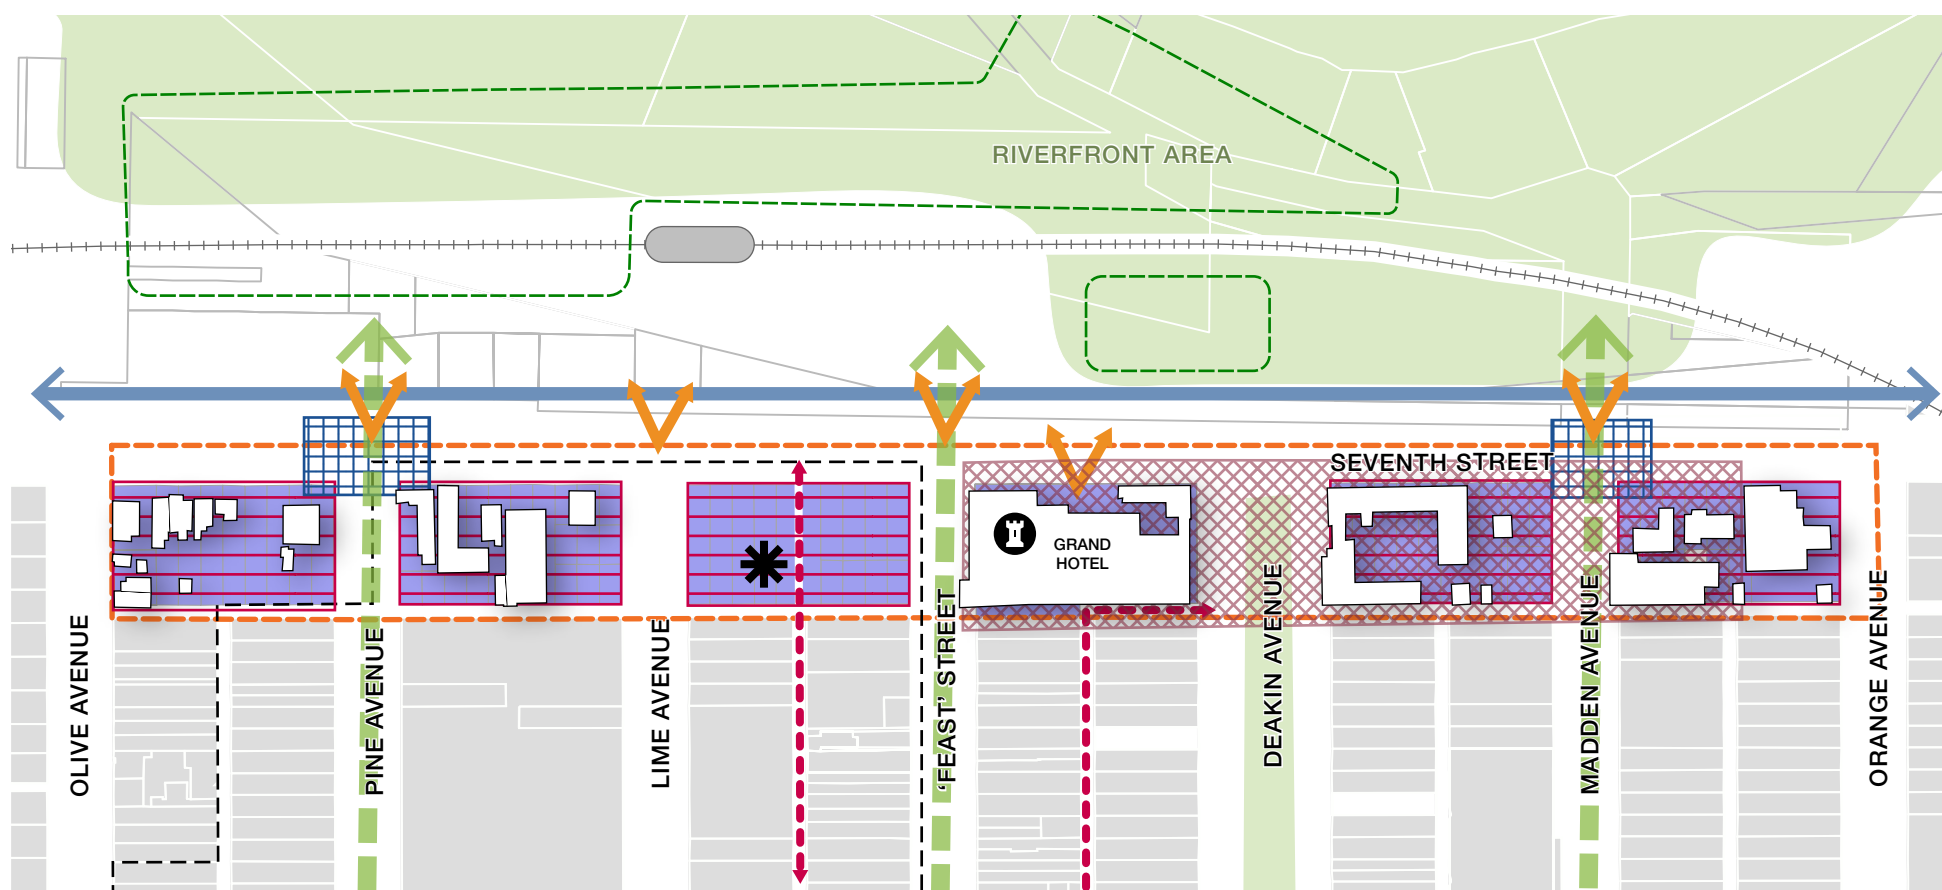 RIVERFRONT AREA
SEVENTH STREET
GRAND
HOTEL
OLIVE AVENUE
PINE AVENUE
LIME AVENUE
‘FEAST’ STREET
DEAKIN AVENUE
MADDEN AVENUE
ORANGE AVENUE